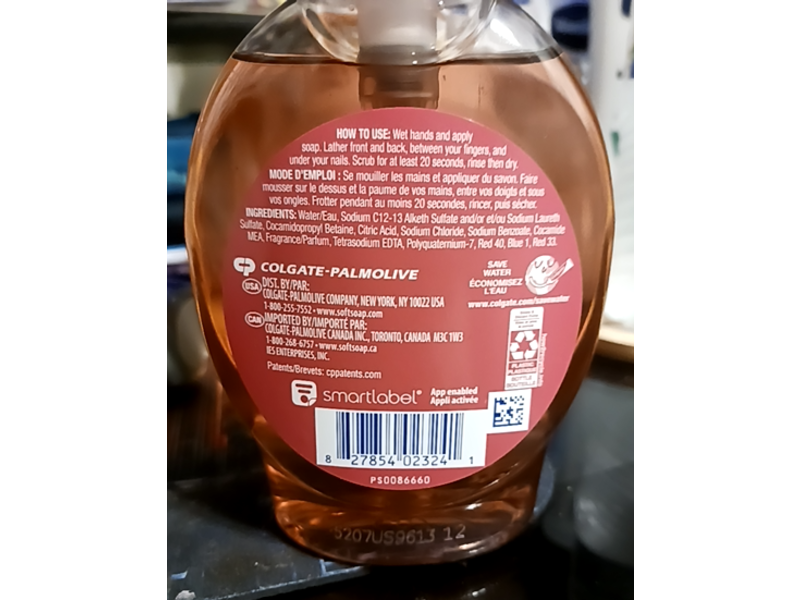 HOW TO USE: Wet hands and apply
soap. Lather front and back, between your fingers, and
under your nails. Scrub for at least 20 seconds, rinse then dry.
MODE D'EMPLOI : Se mouiller les mains et appliquer du savon. Faire
mousser sur le dessus et la paume de vos mains, entre vos doigts et sous
vos ongles. Frotter pendant au moins 20 secondes, rincer, puis sécher.
INGREDIENTS: Water/Eau, Sodium C12-13 Alketh Sulfate and/or et/ou Sodium Laureth
Sulfate, Cocamidopropyl Betaine, Citric Acid, Sodium Chloride, Sodium Benzoate, Cocamide
MEA, Fragrance/Parfum, Tetrasodium EDTA, Polyquaternium-7, Red 40, Blue 1, Red 33.
CP COLGATE-PALMOLIVE
USA DIST. BY/PAR:
COLGATE-PALMOLIVE COMPANY, NEW YORK, NY 10022 USA
1-800-255-7552 • www.softsoap.com
CAN IMPORTED BY/IMPORTÉ PAR:
COLGATE-PALMOLIVE CANADA INC., TORONTO, CANADA M3C 1W3
1-800-268-6757 • www.softsoap.ca
IES ENTERPRISES, INC.
Patents/Brevets: cppatents.com
SAVE
WATER
ÉCONOMISEZ
L'EAU
www.colgate.com/savewater
PLASTIC
PLASTIQUE
BOTTLE
BOUTEILLE
smartlabel®
App enabled
Appli activée
8 27854 02324 1
PS0086660
5207US9613 12